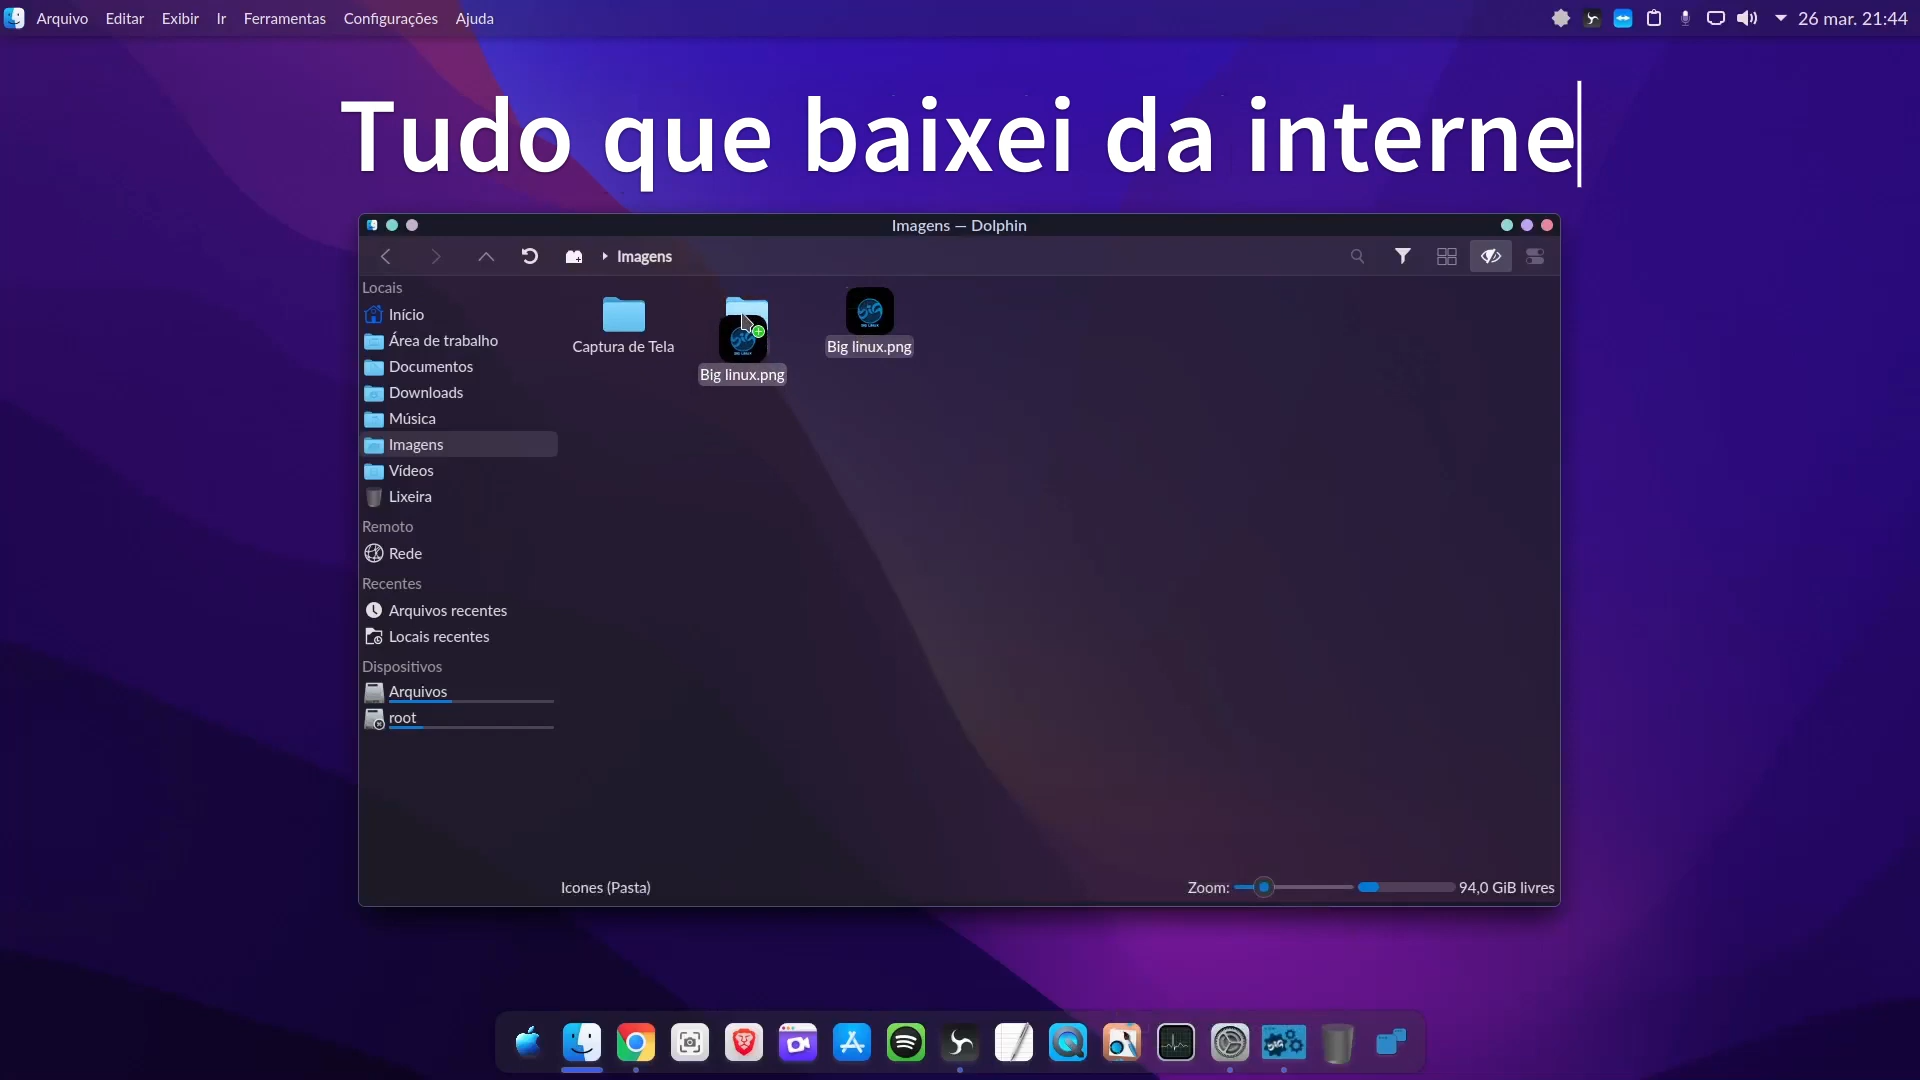 Arquivo Editar Exibir Ir Ferramentas Configurações Ajuda
26 mar. 21:44
Tudo que baixei da interne
Imagens — Dolphin
Imagens
Locais
Início
Área de trabalho
Documentos
Downloads
Música
Imagens
Vídeos
Lixeira
Remoto
Rede
Recentes
Arquivos recentes
Locais recentes
Dispositivos
Arquivos
root
Captura de Tela
Big linux.png
Big linux.png
Icones (Pasta)
Zoom:
94,0 GiB livres